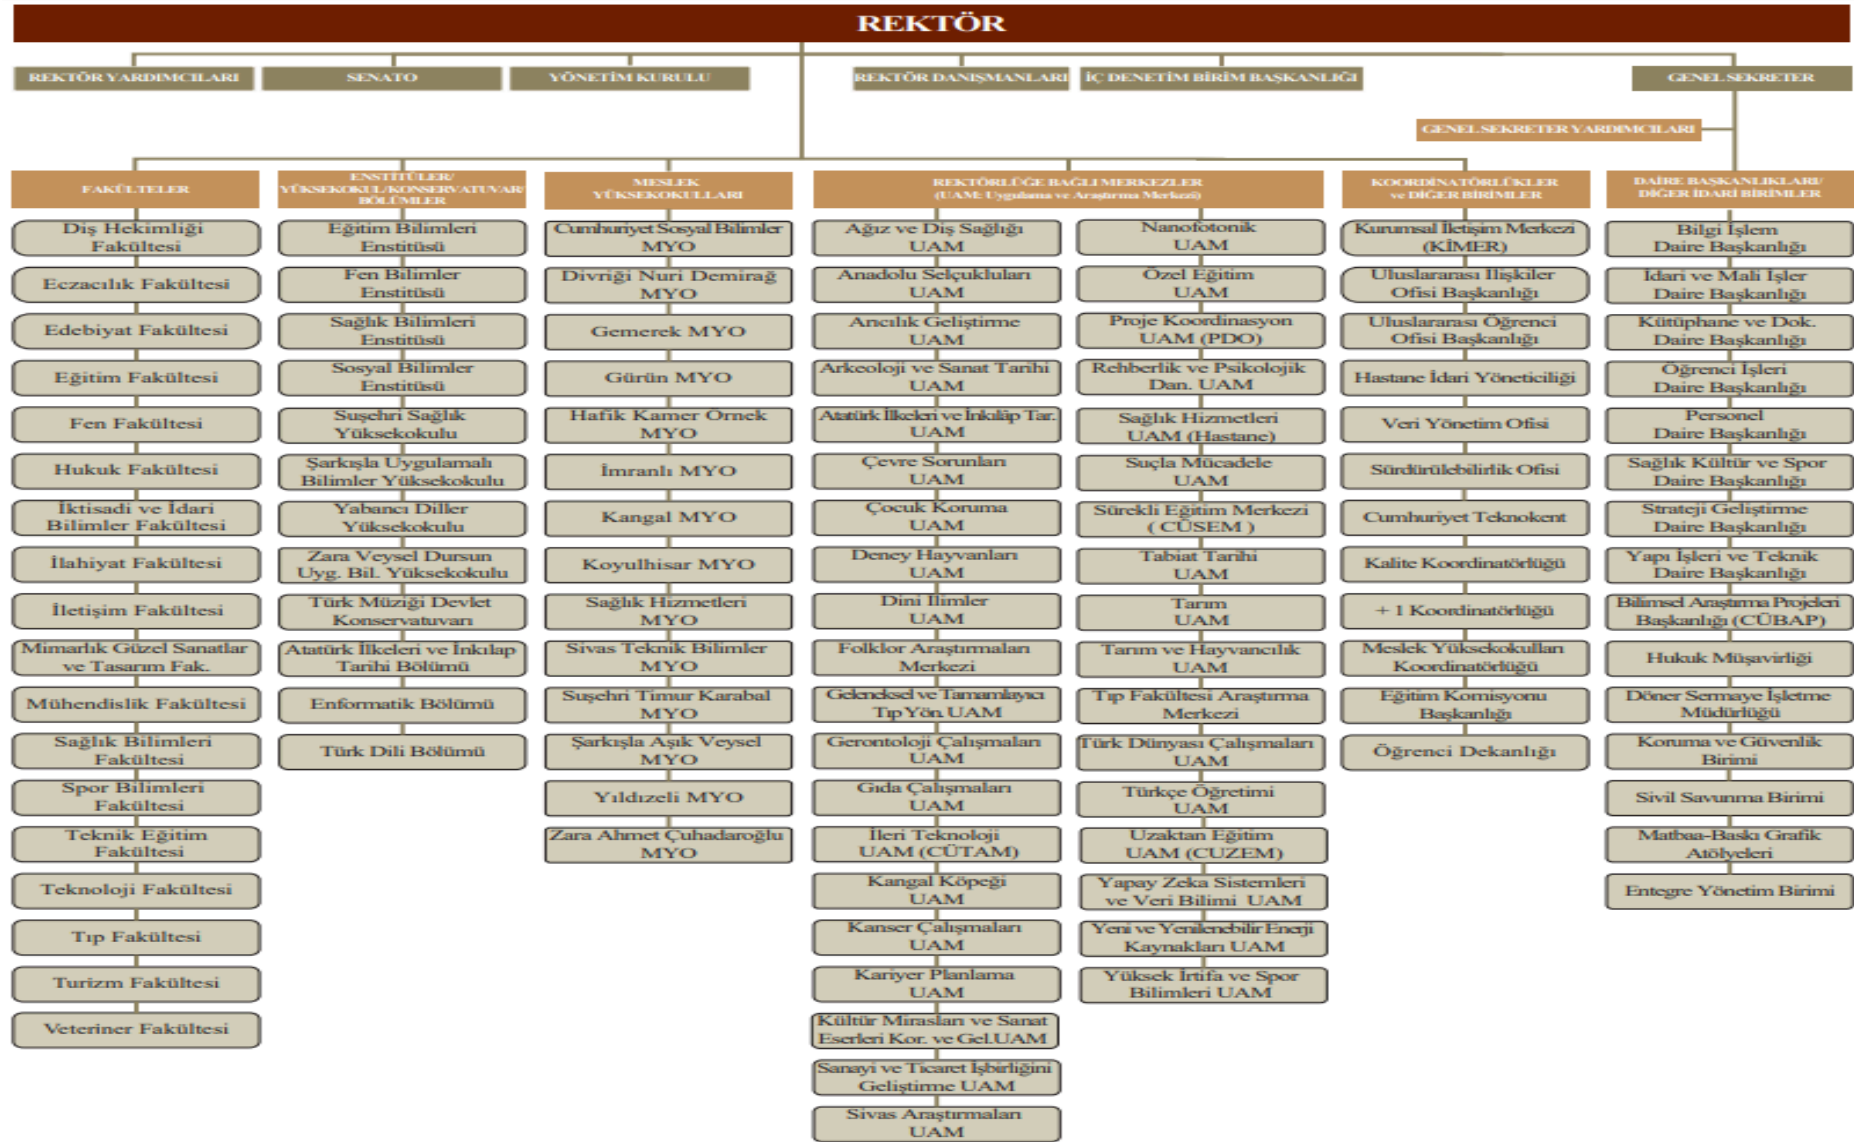 REKTÖR
REKTÖR YARDIMCILARI
SENATO
YÖNETİM KURULU
REKTÖR DANIŞMANLARI
İÇ DENETİM BİRİM BAŞKANLIĞI
GENEL SEKRETER
GENEL SEKRETER YARDIMCILARI
FAKÜLTELER
Diş Hekimliği
Fakültesi
Eczacılık Fakültesi
Edebiyat Fakültesi
Eğitim Fakültesi
Fen Fakültesi
Hukuk Fakültesi
İktisadi ve İdari
Bilimler Fakültesi
İlahiyat Fakültesi
İletişim Fakültesi
Mimarlık Güzel Sanatlar
ve Tasarım Fak.
Mühendislik Fakültesi
Sağlık Bilimleri
Fakültesi
Spor Bilimleri
Fakültesi
Teknik Eğitim
Fakültesi
Teknoloji Fakültesi
Tıp Fakültesi
Turizm Fakültesi
Veteriner Fakültesi
ENSTİTÜLER/
YÜKSEKOKUL/KONSERVATUVAR/
BÖLÜMLER
Eğitim Bilimleri
Enstitüsü
Fen Bilimler
Enstitüsü
Sağlık Bilimleri
Enstitüsü
Sosyal Bilimler
Enstitüsü
Suşehri Sağlık
Yüksekokulu
Şarkışla Uygulamalı
Bilimler Yüksekokulu
Yabancı Diller
Yüksekokulu
Zara Veysel Dursun
Uyg. Bil. Yüksekokulu
Türk Müziği Devlet
Konservatuvarı
Atatürk İlkeleri ve İnkılap
Tarihi Bölümü
Enformatik Bölümü
Türk Dili Bölümü
MESLEK
YÜKSEKOKULLARI
Cumhuriyet Sosyal Bilimler
MYO
Divriği Nuri Demirağ
MYO
Gemerek MYO
Gürün MYO
Hafik Kamer Örnek
MYO
İmranlı MYO
Kangal MYO
Koyulhisar MYO
Sağlık Hizmetleri
MYO
Sivas Teknik Bilimler
MYO
Suşehri Timur Karabal
MYO
Şarkışla Aşık Veysel
MYO
Yıldızeli MYO
Zara Ahmet Çuhadaroğlu
MYO
REKTÖRLÜĞE BAĞLI MERKEZLER
(UAM: Uygulama ve Araştırma Merkezi)
Ağız ve Diş Sağlığı
UAM
Anadolu Selçukluları
UAM
Arıcılık Geliştirme
UAM
Arkeoloji ve Sanat Tarihi
UAM
Atatürk İlkeleri ve İnkılâp Tar.
UAM
Çevre Sorunları
UAM
Çocuk Koruma
UAM
Deney Hayvanları
UAM
Dini İlimler
UAM
Folklor Araştırmaları
Merkezi
Geleneksel ve Tamamlayıcı
Tıp Yön. UAM
Gerontoloji Çalışmaları
UAM
Gıda Çalışmaları
UAM
İleri Teknoloji
UAM (CÜTAM)
Kangal Köpeği
UAM
Kanser Çalışmaları
UAM
Kariyer Planlama
UAM
Kültür Mirasları ve Sanat
Eserleri Kor. ve Gel.UAM
Sanayi ve Ticaret İşbirliğini
Geliştirme UAM
Sivas Araştırmaları
UAM
Nanofotonik
UAM
Özel Eğitim
UAM
Proje Koordinasyon
UAM (PDO)
Rehberlik ve Psikolojik
Dan. UAM
Sağlık Hizmetleri
UAM (Hastane)
Suçla Mücadele
UAM
Sürekli Eğitim Merkezi
( CÜSEM )
Tabiat Tarihi
UAM
Tarım
UAM
Tarım ve Hayvancılık
UAM
Tıp Fakültesi Araştırma
Merkezi
Türk Dünyası Çalışmaları
UAM
Türkçe Öğretimi
UAM
Uzaktan Eğitim
UAM (CUZEM)
Yapay Zeka Sistemleri
ve Veri Bilimi UAM
Yeni ve Yenilenebilir Enerji
Kaynakları UAM
Yüksek İrtifa ve Spor
Bilimleri UAM
KOORDİNATÖRLÜKLER
ve DİĞER BİRİMLER
Kurumsal İletişim Merkezi
(KİMER)
Uluslararası İlişkiler
Ofisi Başkanlığı
Uluslararası Öğrenci
Ofisi Başkanlığı
Hastane İdari Yöneticiliği
Veri Yönetim Ofisi
Sürdürülebilirlik Ofisi
Cumhuriyet Teknokent
Kalite Koordinatörlüğü
+ 1 Koordinatörlüğü
Meslek Yüksekokulları
Koordinatörlüğü
Eğitim Komisyonu
Başkanlığı
Öğrenci Dekanlığı
DAİRE BAŞKANLIKLARI/
DİĞER İDARİ BİRİMLER
Bilgi İşlem
Daire Başkanlığı
İdari ve Mali İşler
Daire Başkanlığı
Kütüphane ve Dok.
Daire Başkanlığı
Öğrenci İşleri
Daire Başkanlığı
Personel
Daire Başkanlığı
Sağlık Kültür ve Spor
Daire Başkanlığı
Strateji Geliştirme
Daire Başkanlığı
Yapı İşleri ve Teknik
Daire Başkanlığı
Bilimsel Araştırma Projeleri
Başkanlığı (CÜBAP)
Hukuk Müşavirliği
Döner Sermaye İşletme
Müdürlüğü
Koruma ve Güvenlik
Birimi
Sivil Savunma Birimi
Matbaa-Baskı Grafik
Atölyeleri
Entegre Yönetim Birimi